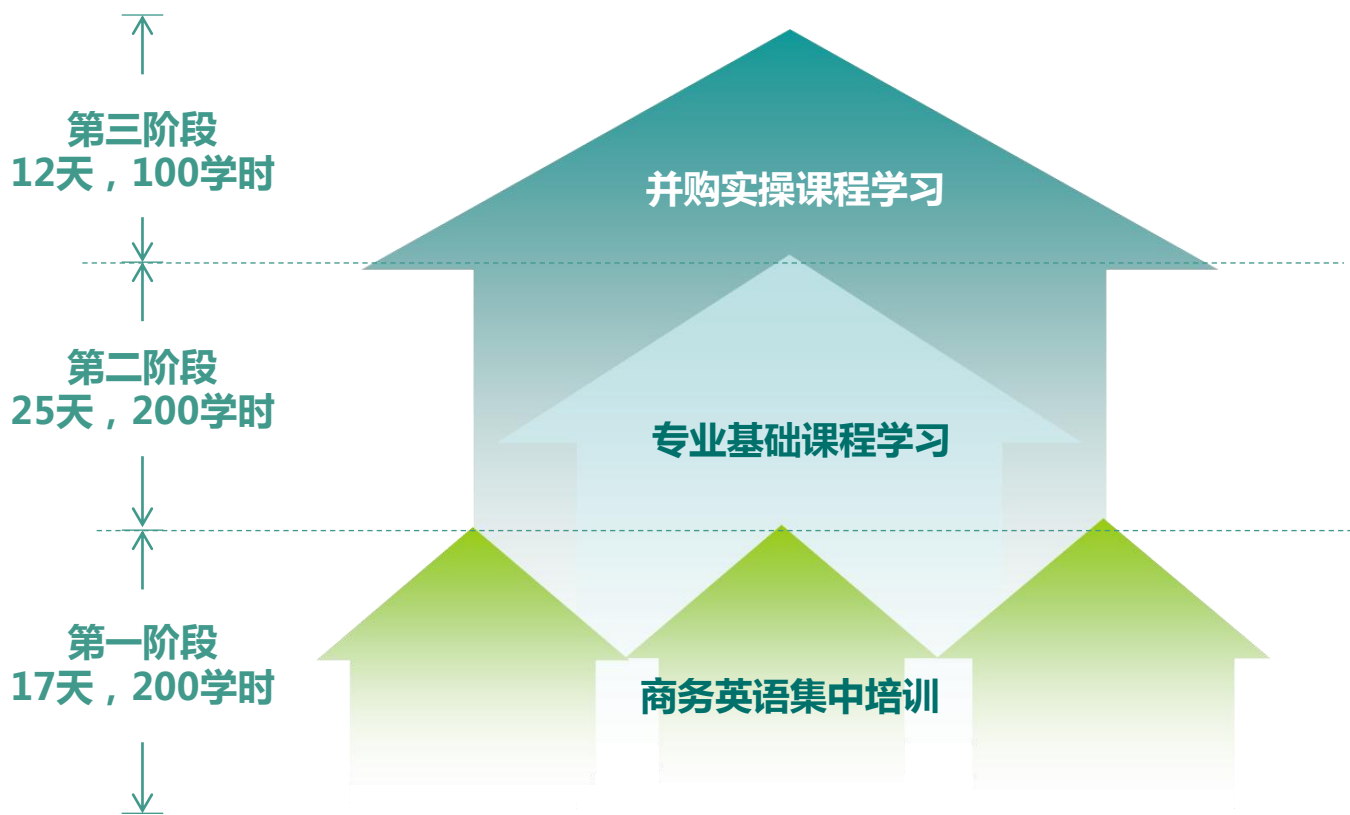 第三阶段
12天，100学时
并购实操课程学习
第二阶段
25天，200学时
专业基础课程学习
第一阶段
17天，200学时
商务英语集中培训